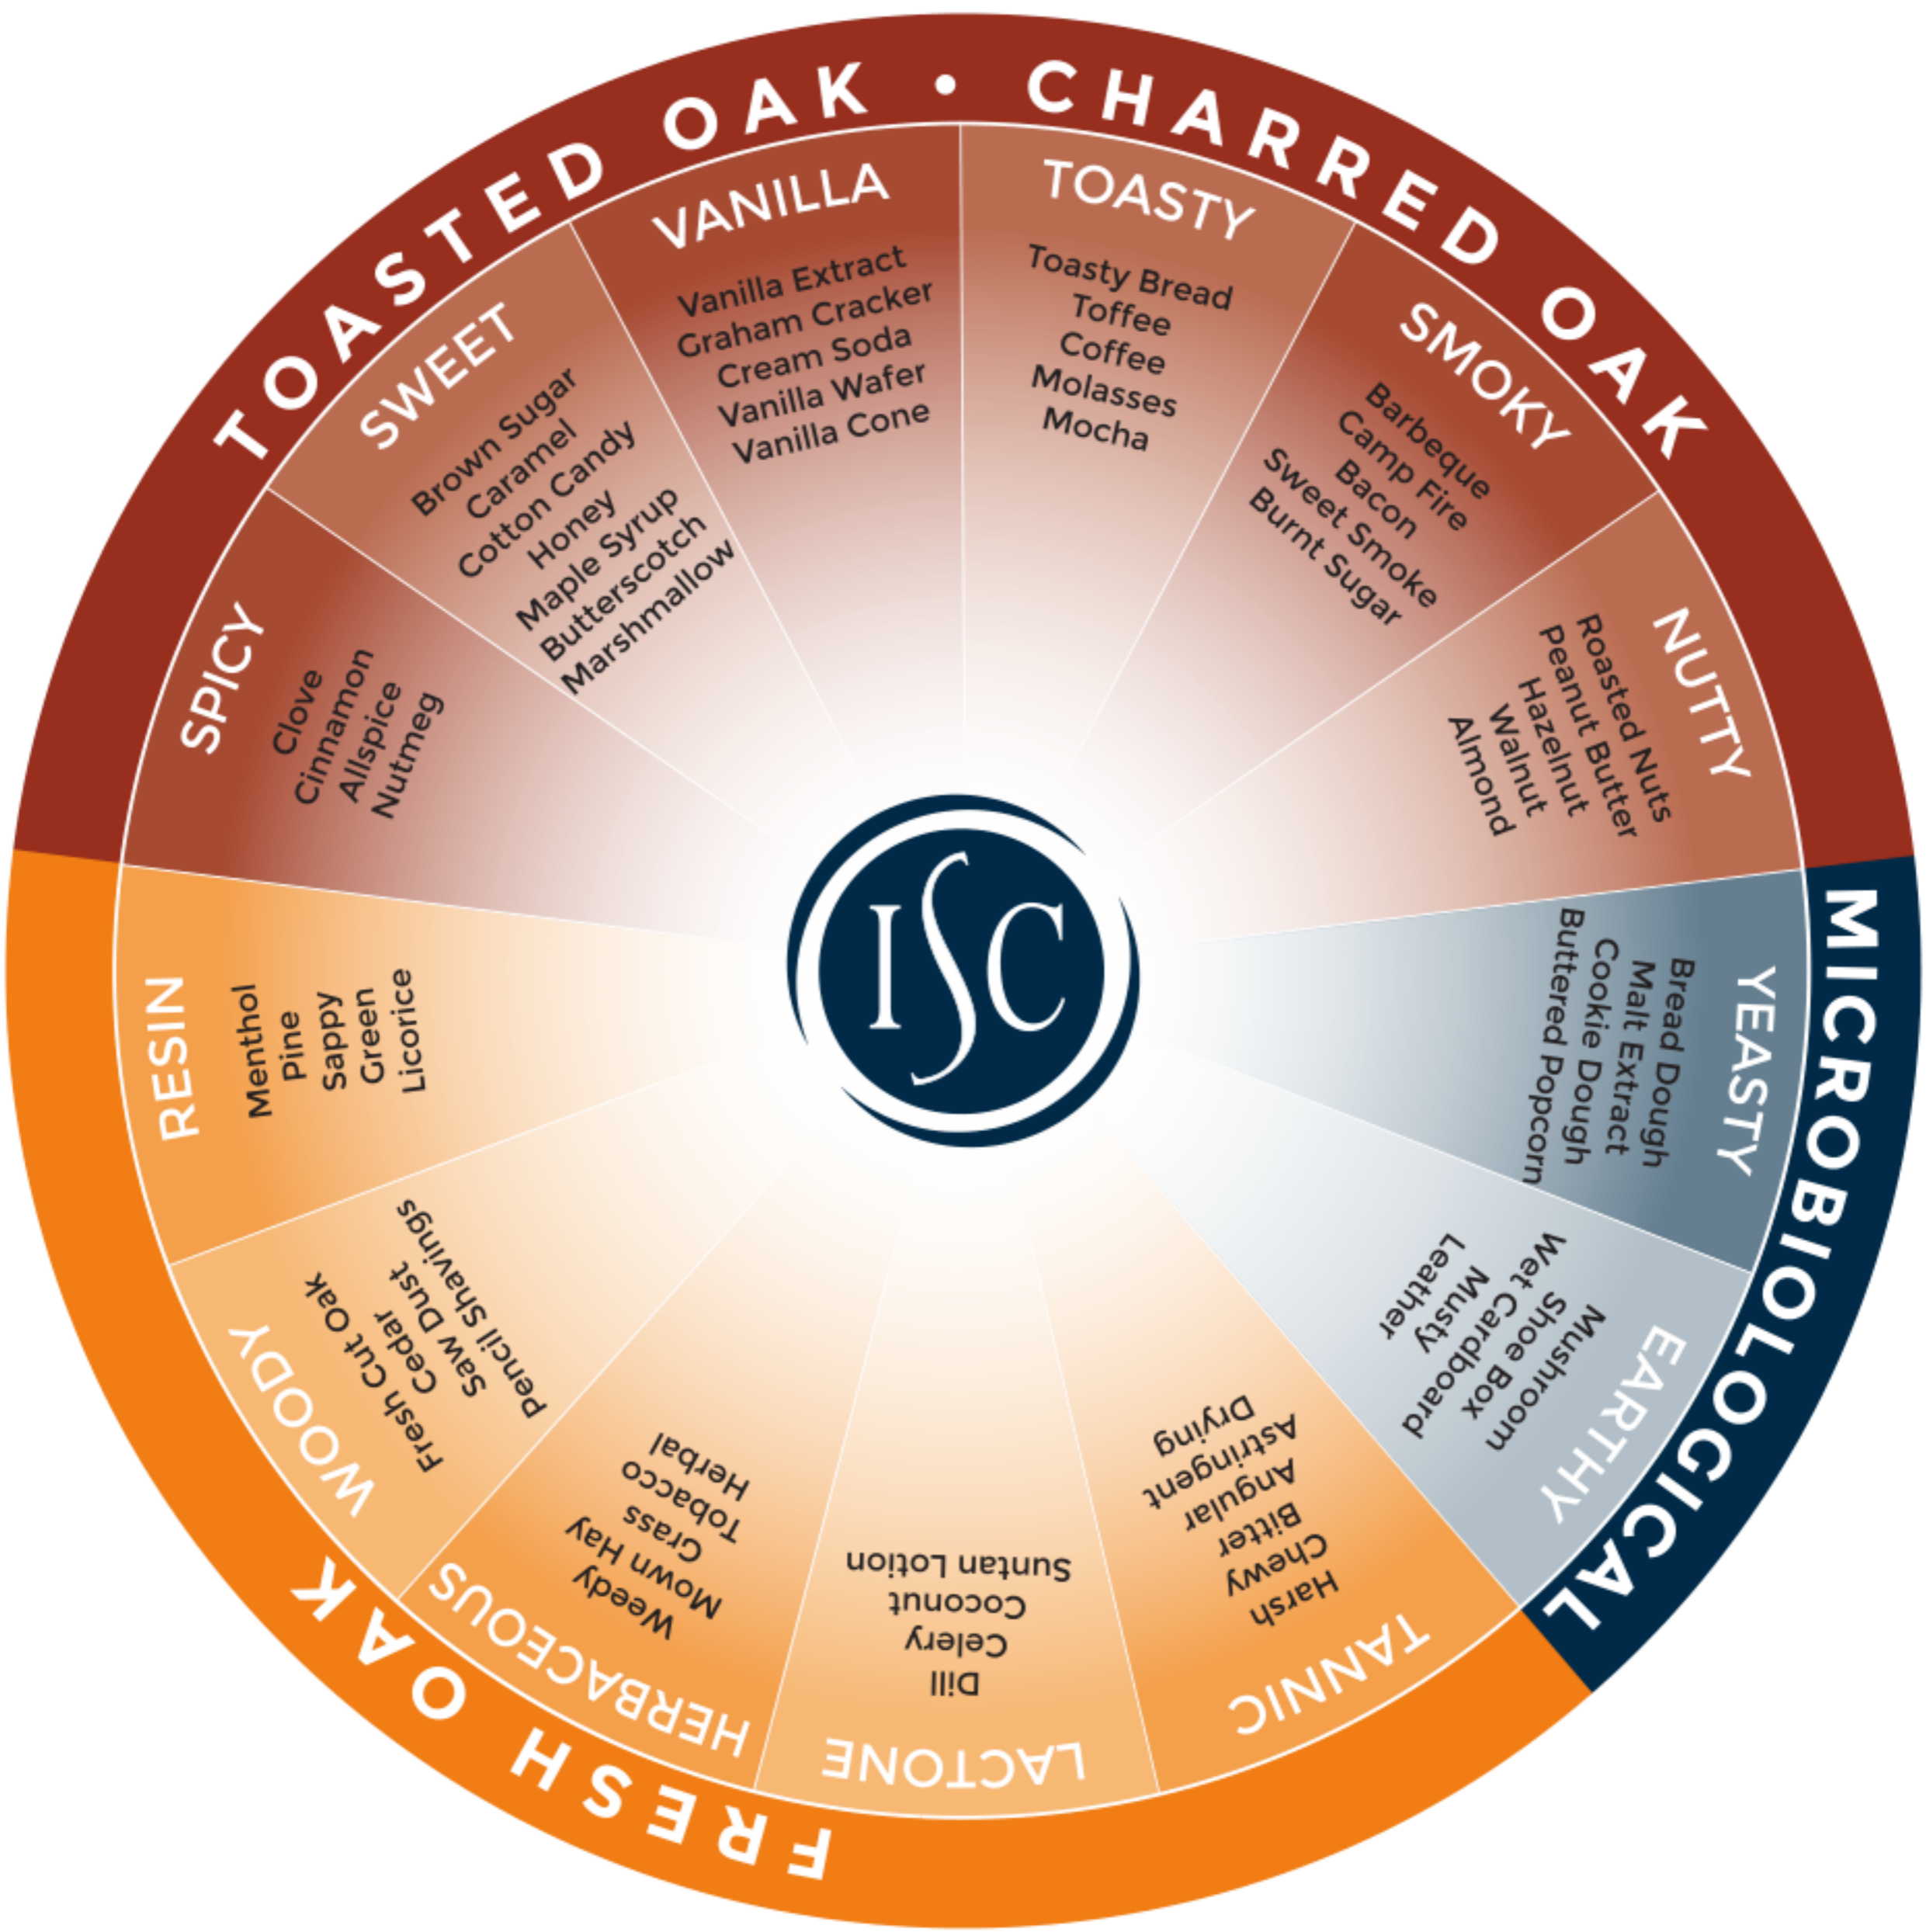 TOASTED OAK • CHARRED OAK
VANILLA
Vanilla Extract
Graham Cracker
Cream Soda
Vanilla Wafer
Vanilla Cone
TOASTY
Toasty Bread
Toffee
Coffee
Molasses
Mocha
SMOKY
Barbeque
Camp Fire
Bacon
Sweet Smoke
Burnt Sugar
NUTTY
Roasted Nuts
Peanut Butter
Hazelnut
Walnut
Almond
MICROBIOLOGICAL
YEASTY
Bread Dough
Malt Extract
Cookie Dough
Buttered Popcorn
EARTHY
Mushroom
Shoe Box
Wet Cardboard
Musty
Leather
FRESH OAK
TANNIC
Harsh
Chewy
Bitter
Angular
Astringent
Drying
LACTONE
Dill
Celery
Coconut
Suntan Lotion
HERBACEOUS
Weedy
Mown Hay
Grass
Tobacco
Herbal
WOODY
Fresh Cut Oak
Cedar
Saw Dust
Pencil Shavings
RESIN
Menthol
Pine
Sappy
Green
Licorice
SPICY
Clove
Cinnamon
Allspice
Nutmeg
SWEET
Brown Sugar
Caramel
Cotton Candy
Honey
Maple Syrup
Butterscotch
Marshmallow
ISC